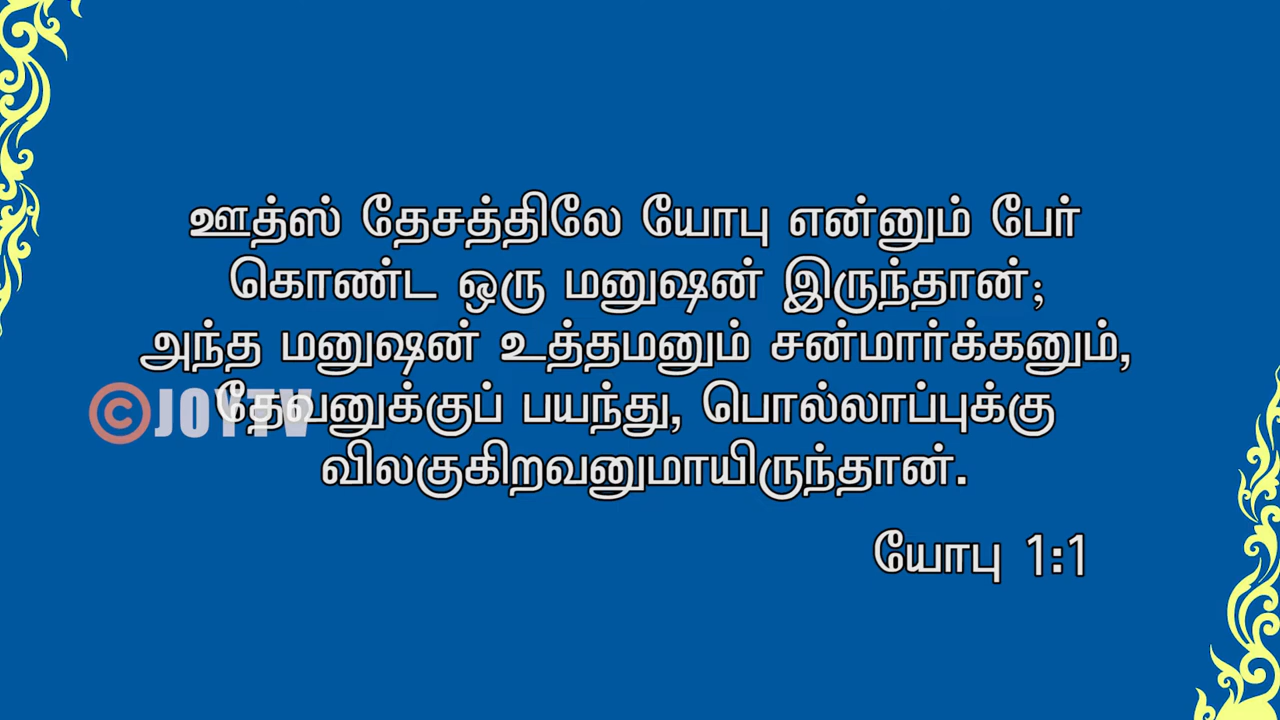 ஊத்ஸ் தேசத்திலே யோபு என்னும் பேர்
கொண்ட ஒரு மனுஷன் இருந்தான்;
அந்த மனுஷன் உத்தமனும் சன்மார்க்கனும்,
தேவனுக்குப் பயந்து, பொல்லாப்புக்கு
விலகுகிறவனுமாயிருந்தான்.
யோபு 1:1
© JOYTV